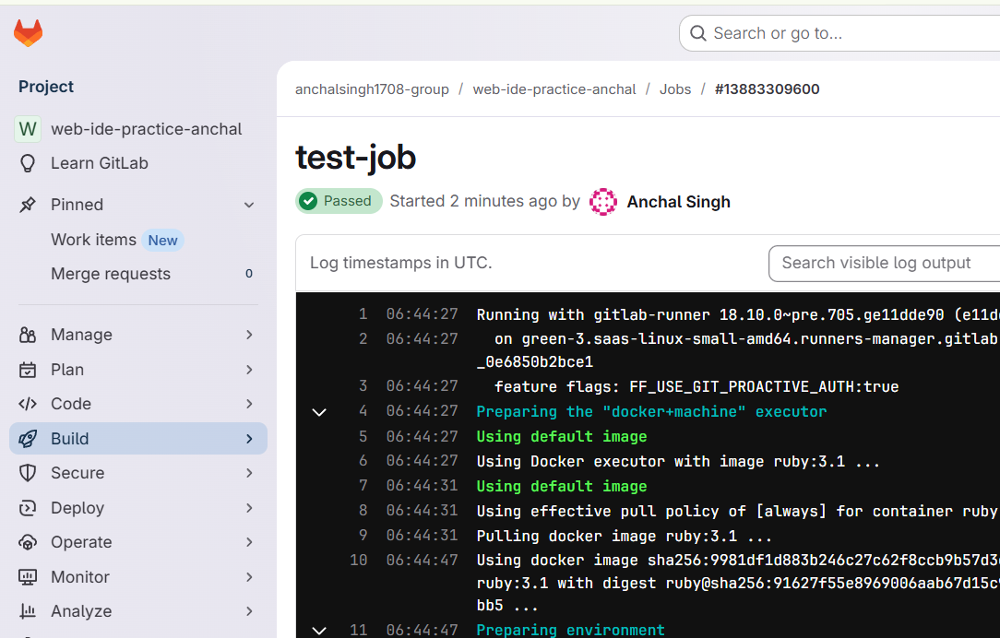 Search or go to...
Project
W web-ide-practice-anchal
Learn GitLab
Pinned
Work items New
Merge requests 0
Manage
Plan
Code
Build
Secure
Deploy
Operate
Monitor
Analyze
anchalsingh1708-group / web-ide-practice-anchal / Jobs / #13883309600
test-job
Passed Started 2 minutes ago by Anchal Singh
Log timestamps in UTC.
Search visible log output
1 06:44:27 Running with gitlab-runner 18.10.0~pre.705.ge11dde90 (e11d
2 06:44:27 on green-3.saas-linux-small-amd64.runners-manager.gitlab
_0e6850b2bce1
3 06:44:27 feature flags: FF_USE_GIT_PROACTIVE_AUTH:true
4 06:44:27 Preparing the "docker+machine" executor
5 06:44:27 Using default image
6 06:44:27 Using Docker executor with image ruby:3.1 ...
7 06:44:31 Using default image
8 06:44:31 Using effective pull policy of [always] for container ruby
9 06:44:31 Pulling docker image ruby:3.1 ...
10 06:44:47 Using docker image sha256:9981df1d883b246c27c62f8ccb9b57d3
ruby:3.1 with digest ruby@sha256:91627f55e8969006aab67d15c
bb5 ...
11 06:44:47 Preparing environment